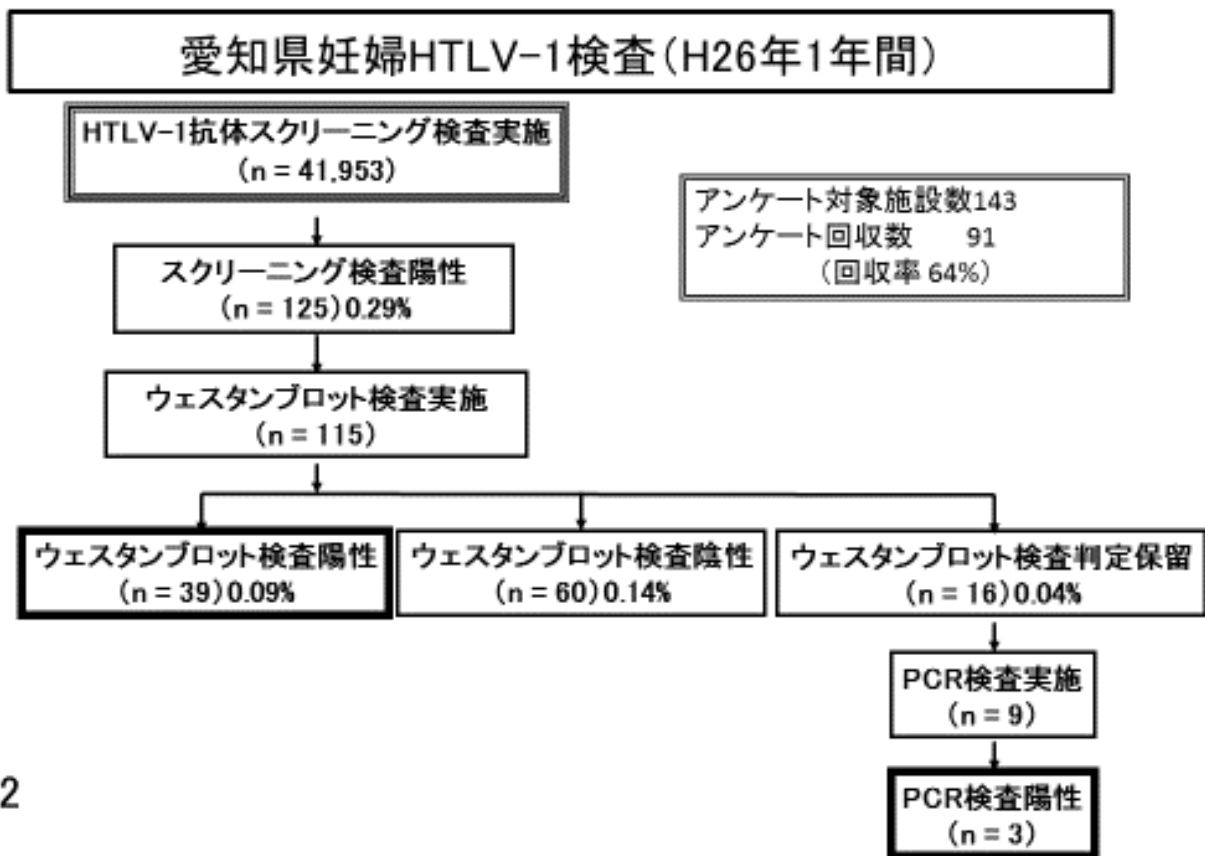 愛知県妊婦HTLV-1検査(H26年1年間)
HTLV-1抗体スクリーニング検査実施
(n = 41,953)
アンケート対象施設数143
アンケート回収数 91
(回収率 64%)
スクリーニング検査陽性
(n = 125)0.29%
ウェスタンブロット検査実施
(n = 115)
ウェスタンブロット検査陽性
(n = 39)0.09%
ウェスタンブロット検査陰性
(n = 60)0.14%
ウェスタンブロット検査判定保留
(n = 16)0.04%
PCR検査実施
(n = 9)
PCR検査陽性
(n = 3)
2